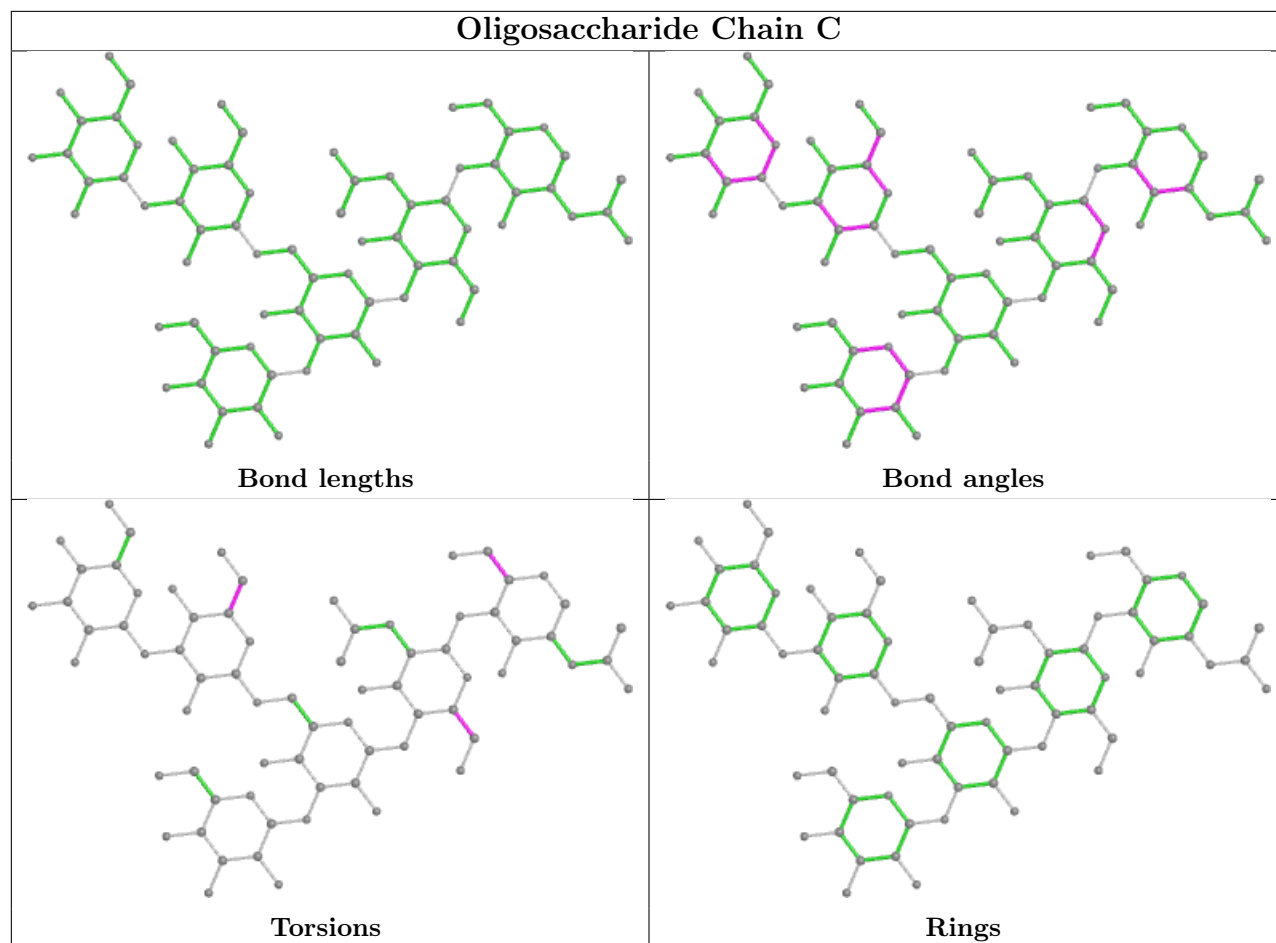 Oligosaccharide Chain C
Bond lengths
Bond angles
Torsions
Rings